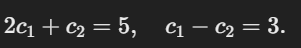 2c₁ + c₂ = 5, c₁ − c₂ = 3.